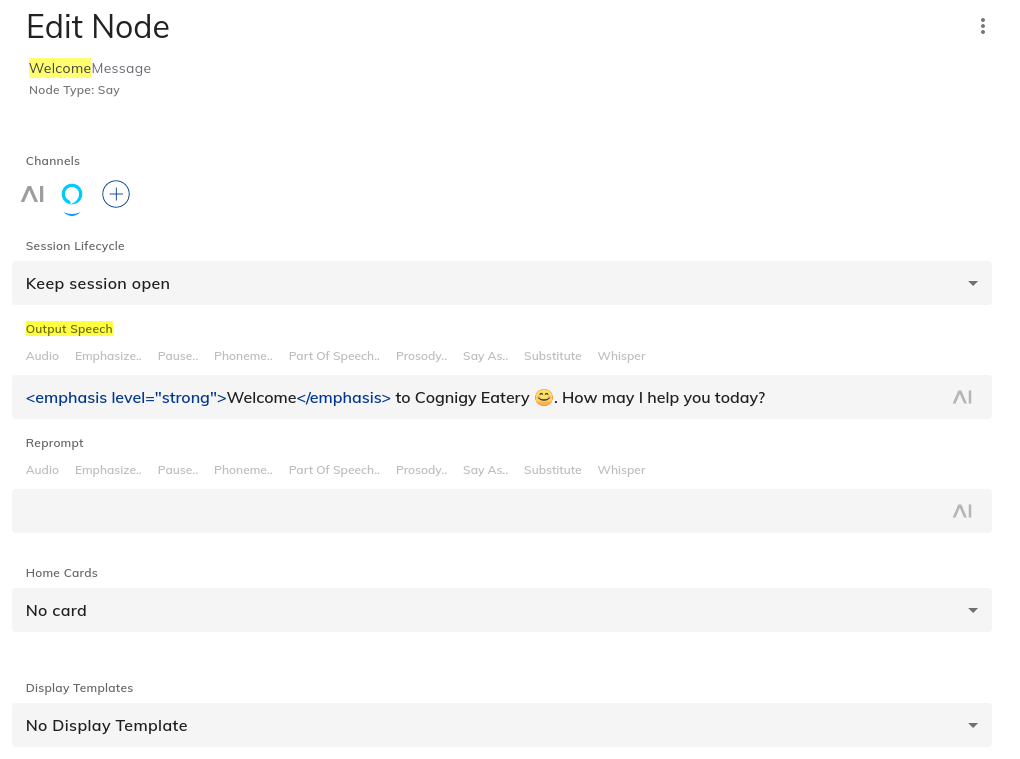 Edit Node
WelcomeMessage
Node Type: Say
Channels
AI
Session Lifecycle
Keep session open
Output Speech
Audio Emphasize.. Pause.. Phoneme.. Part Of Speech.. Prosody.. Say As.. Substitute Whisper
<emphasis level="strong">Welcome</emphasis> to Cognigy Eatery 😊. How may I help you today? AI
Reprompt
Audio Emphasize.. Pause.. Phoneme.. Part Of Speech.. Prosody.. Say As.. Substitute Whisper
AI
Home Cards
No card
Display Templates
No Display Template